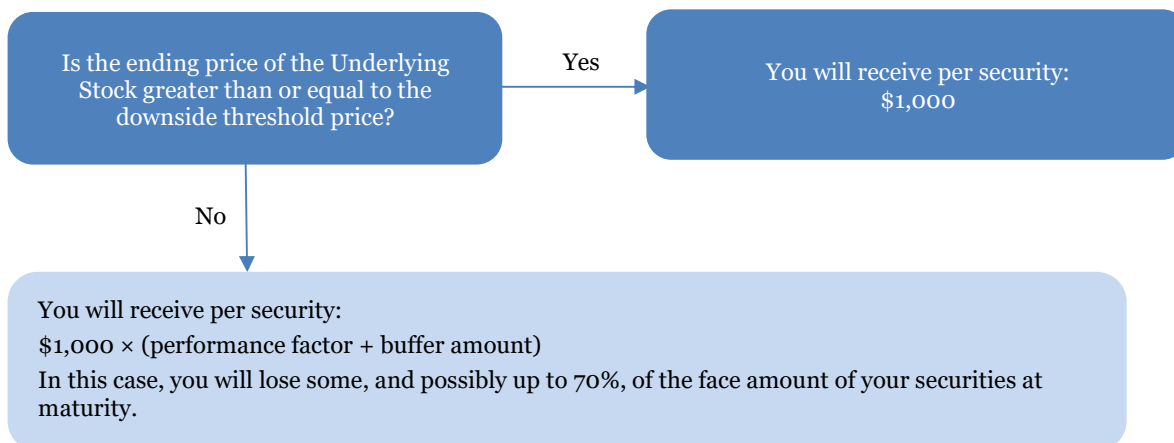 Is the ending price of the Underlying
Stock greater than or equal to the
downside threshold price?
Yes
You will receive per security:
$1,000
No
You will receive per security:
$1,000 × (performance factor + buffer amount)
In this case, you will lose some, and possibly up to 70%, of the face amount of your securities at
maturity.